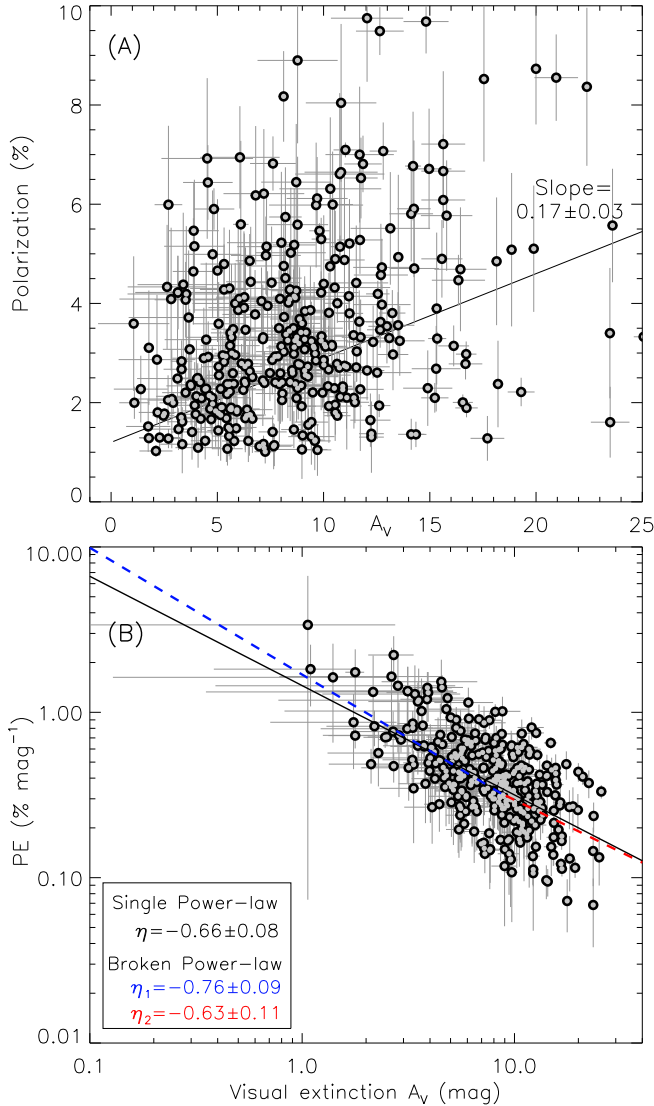 10
(A)
8
6
4
2
0
Polarization (%)
Slope=
0.17±0.03
0 5 10 15 20 25
A_V
10.00
(B)
1.00
0.10
0.01
PE (% mag⁻¹)
Single Power-law
η=-0.66±0.08
Broken Power-law
η₁=-0.76±0.09
η₂=-0.63±0.11
0.1 1.0 10.0
Visual extinction A_V (mag)